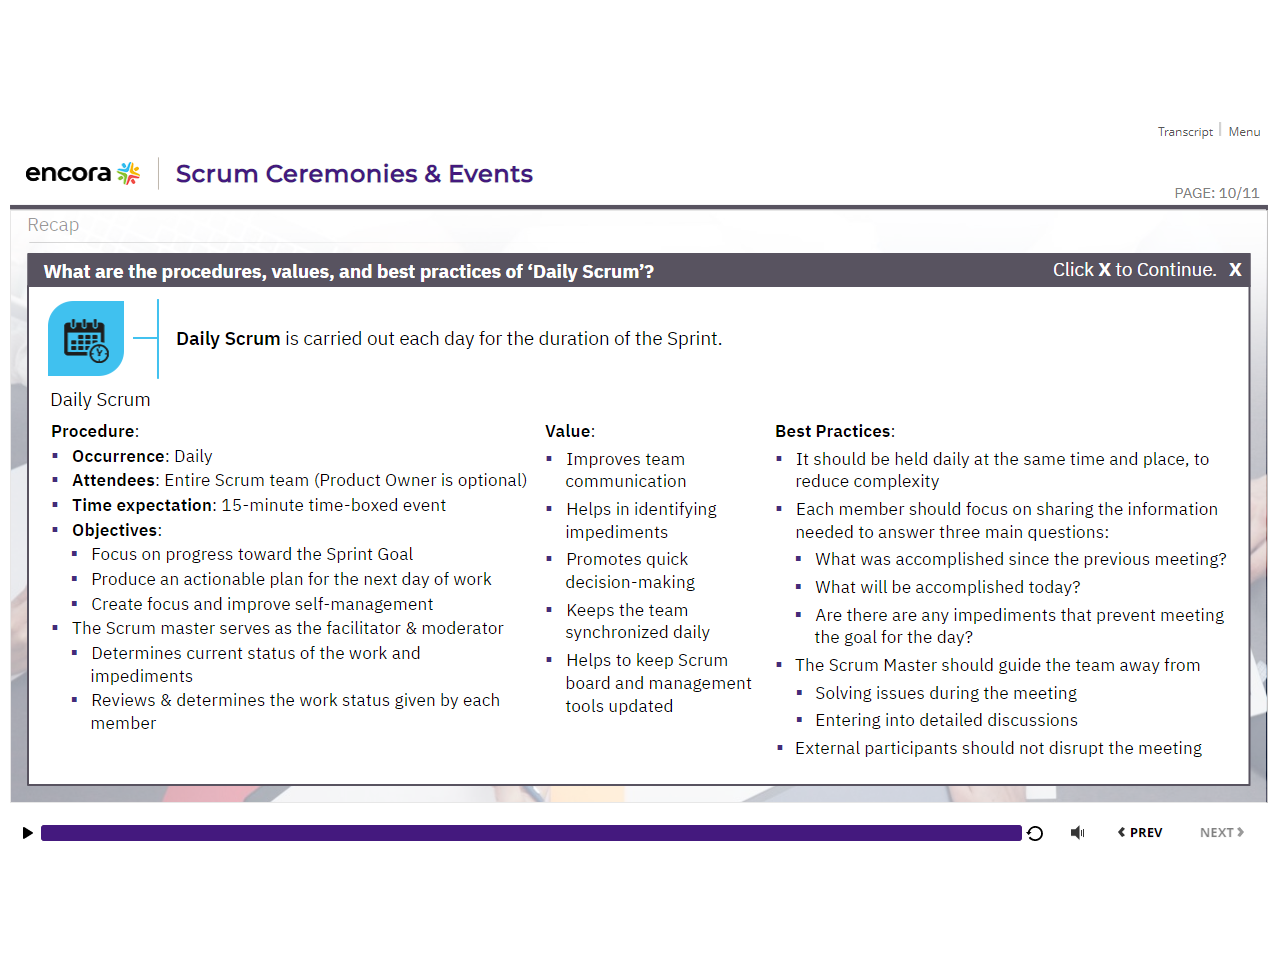 Transcript
Menu
encora
Scrum Ceremonies & Events
PAGE: 10/11
Recap
What are the procedures, values, and best practices of ‘Daily Scrum’?
Click X to Continue. X
Daily Scrum is carried out each day for the duration of the Sprint.
Daily Scrum
Procedure:
▪ Occurrence: Daily
▪ Attendees: Entire Scrum team (Product Owner is optional)
▪ Time expectation: 15-minute time-boxed event
▪ Objectives:
▪ Focus on progress toward the Sprint Goal
▪ Produce an actionable plan for the next day of work
▪ Create focus and improve self-management
▪ The Scrum master serves as the facilitator & moderator
▪ Determines current status of the work and
impediments
▪ Reviews & determines the work status given by each
member
Value:
▪ Improves team
communication
▪ Helps in identifying
impediments
▪ Promotes quick
decision-making
▪ Keeps the team
synchronized daily
▪ Helps to keep Scrum
board and management
tools updated
Best Practices:
▪ It should be held daily at the same time and place, to
reduce complexity
▪ Each member should focus on sharing the information
needed to answer three main questions:
▪ What was accomplished since the previous meeting?
▪ What will be accomplished today?
▪ Are there are any impediments that prevent meeting
the goal for the day?
▪ The Scrum Master should guide the team away from
▪ Solving issues during the meeting
▪ Entering into detailed discussions
▪ External participants should not disrupt the meeting
PREV
NEXT